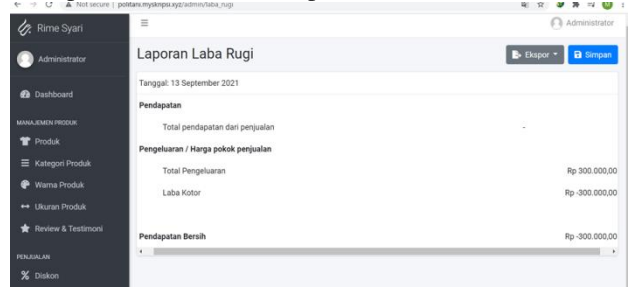 Not secure | politani.mysknpsi.xyz/admin/laba_rugi
Rime Syari
Administrator
Administrator
Dashboard
MANAJEMEN PRODUK
Produk
Kategori Produk
Warna Produk
Ukuran Produk
Review & Testimoni
PENJUALAN
Diskon
Laporan Laba Rugi
Ekspor
Simpan
Tanggal: 13 September 2021
Pendapatan
Total pendapatan dari penjualan -
Pengeluaran / Harga pokok penjualan
Total Pengeluaran Rp 300.000,00
Laba Kotor Rp -300.000,00
Pendapatan Bersih Rp -300.000,00